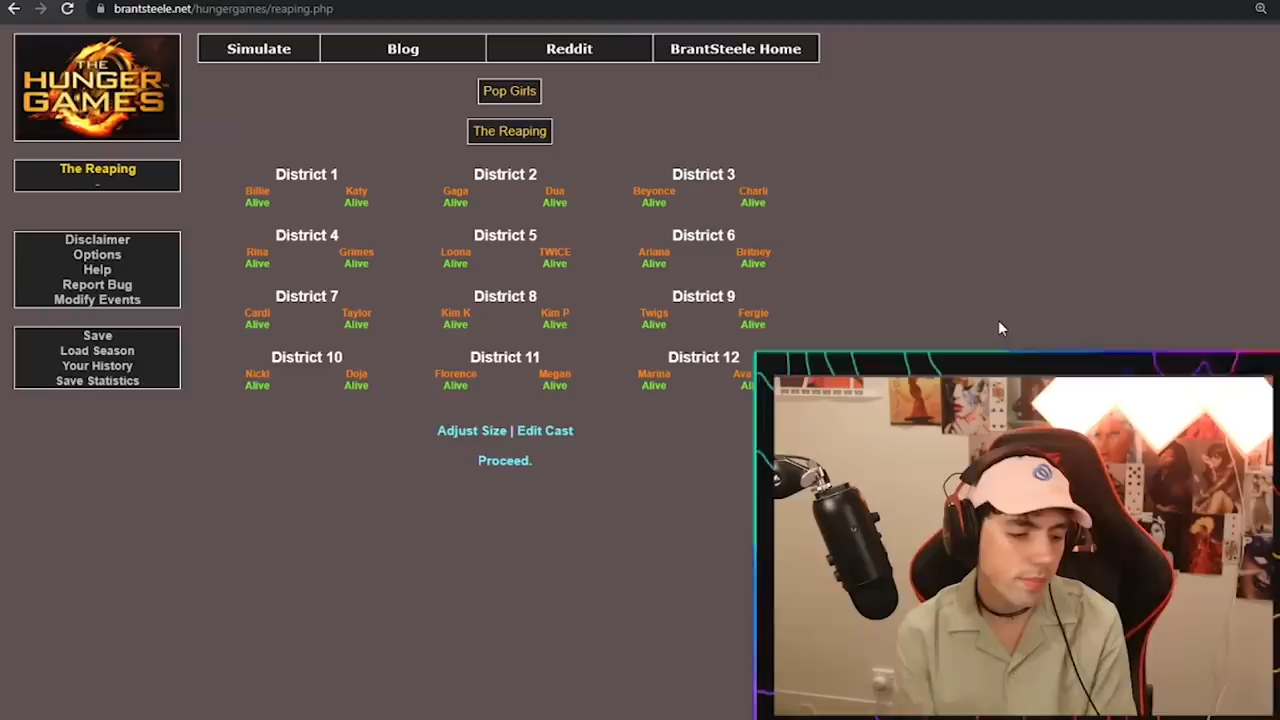 brantsteele.net/hungergames/reaping.php
THE HUNGER GAMES
Simulate Blog Reddit BrantSteele Home
Pop Girls
The Reaping
The Reaping
-
Disclaimer
Options
Help
Report Bug
Modify Events
Save
Load Season
Your History
Save Statistics
District 1 District 2 District 3
Billie Katy Gaga Dua Beyonce Charli
Alive Alive Alive Alive Alive Alive
District 4 District 5 District 6
Rina Grimes Loona TWICE Ariana Britney
Alive Alive Alive Alive Alive Alive
District 7 District 8 District 9
Cardi Taylor Kim K Kim P Twigs Fergie
Alive Alive Alive Alive Alive Alive
District 10 District 11 District 12
Nicki Doja Florence Megan Marina Ava
Alive Alive Alive Alive Alive
Adjust Size | Edit Cast
Proceed.